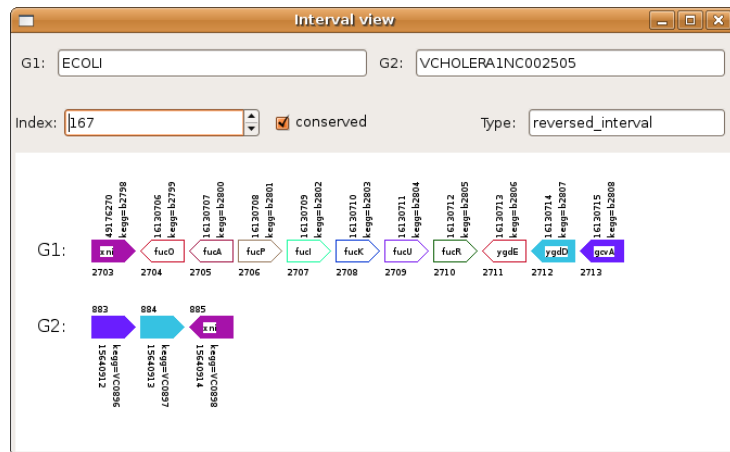 Interval view
G1: ECOLI G2: VCHOLERA1NC002505
Index: 167 conserved Type: reversed_interval
49176270 kegg=b2798 16130706 kegg=b2799 16130707 kegg=b2800 16130708 kegg=b2801 16130709 kegg=b2802 16130710 kegg=b2803 16130711 kegg=b2804 16130712 kegg=b2805 16130713 kegg=b2806 16130714 kegg=b2807 16130715 kegg=b2808
G1: xni fucO fucA fucP fucI fucK fucU fucR ygdE ygdD gcvA
2703 2704 2705 2706 2707 2708 2709 2710 2711 2712 2713
883 884 885
G2: xni
15640912 kegg=VC0896 15640913 kegg=VC0897 15640914 kegg=VC0898